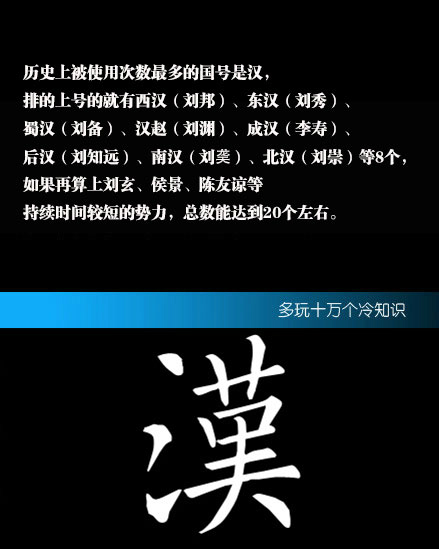 历史上被使用次数最多的国号是汉，
排的上号的就有西汉（刘邦）、东汉（刘秀）、
蜀汉（刘备）、汉赵（刘渊）、成汉（李寿）、
后汉（刘知远）、南汉（刘䶮）、北汉（刘崇）等8个，
如果再算上刘玄、侯景、陈友谅等
持续时间较短的势力，总数能达到20个左右。
多玩十万个冷知识
漢